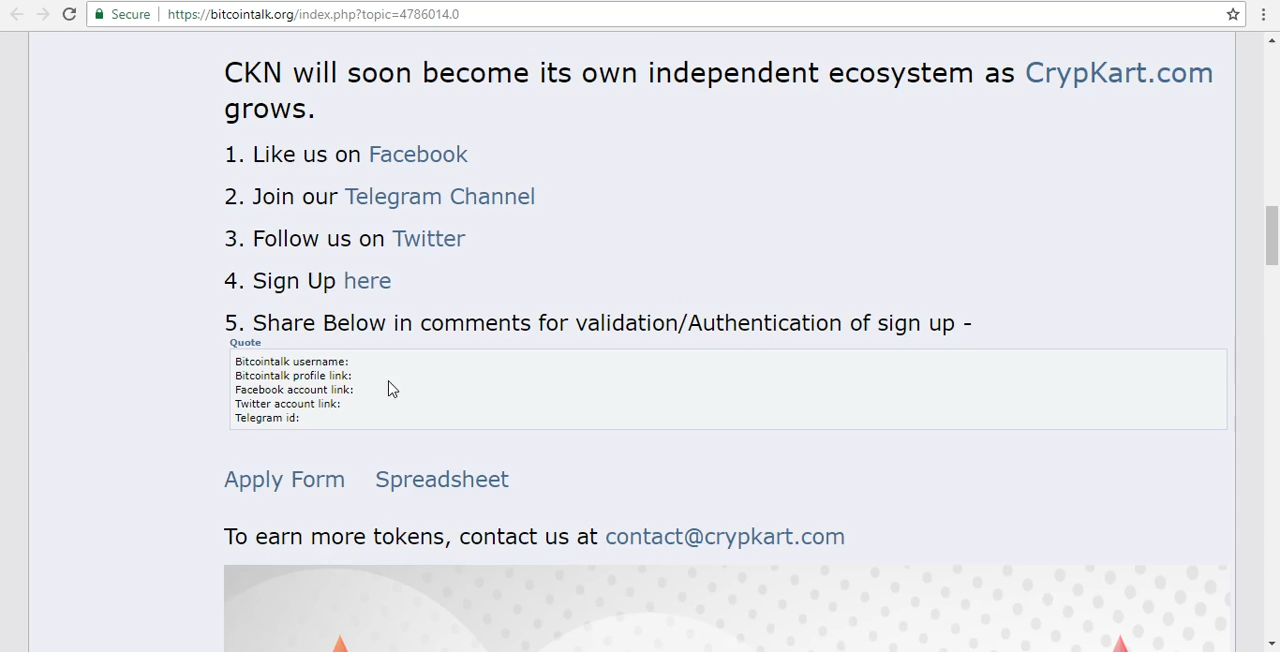 Secure https://bitcointalk.org/index.php?topic=4786014.0
CKN will soon become its own independent ecosystem as CrypKart.com
grows.
1. Like us on Facebook
2. Join our Telegram Channel
3. Follow us on Twitter
4. Sign Up here
5. Share Below in comments for validation/Authentication of sign up -
Quote
Bitcointalk username:
Bitcointalk profile link:
Facebook account link:
Twitter account link:
Telegram id:
Apply Form Spreadsheet
To earn more tokens, contact us at contact@crypkart.com